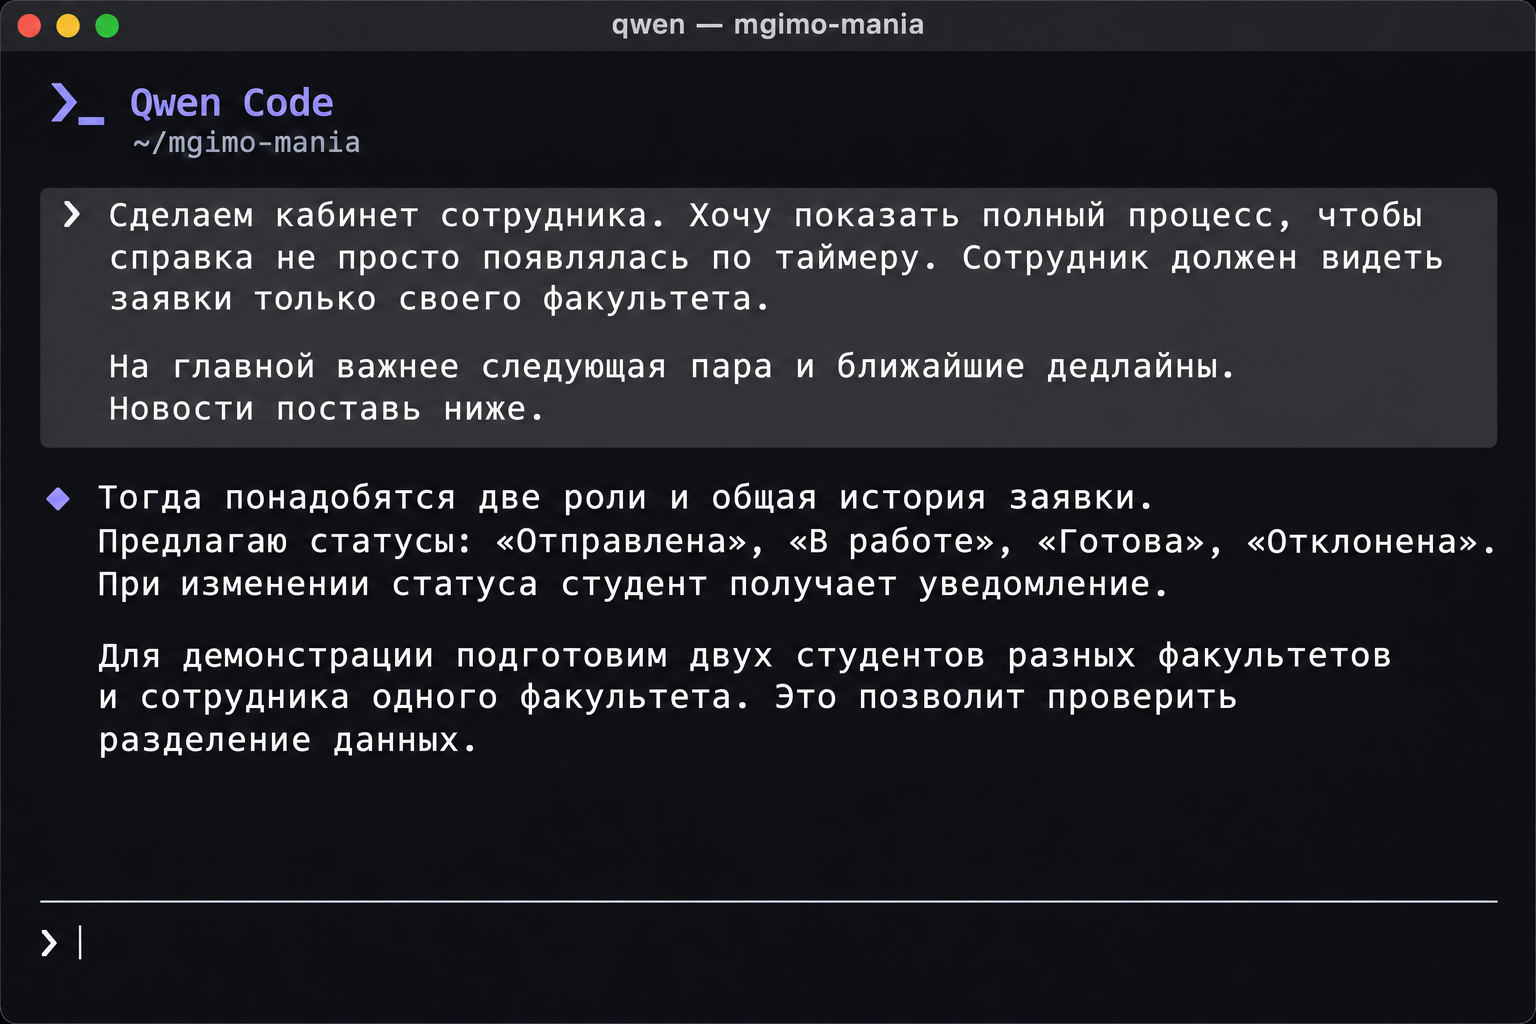 qwen — mgimo-mania
Qwen Code
~/mgimo-mania
❯ Сделаем кабинет сотрудника. Хочу показать полный процесс, чтобы
справка не просто появлялась по таймеру. Сотрудник должен видеть
заявки только своего факультета.
На главной важнее следующая пара и ближайшие дедлайны.
Новости поставь ниже.
◆ Тогда понадобятся две роли и общая история заявки.
Предлагаю статусы: «Отправлена», «В работе», «Готова», «Отклонена».
При изменении статуса студент получает уведомление.
Для демонстрации подготовим двух студентов разных факультетов
и сотрудника одного факультета. Это позволит проверить
разделение данных.
❯